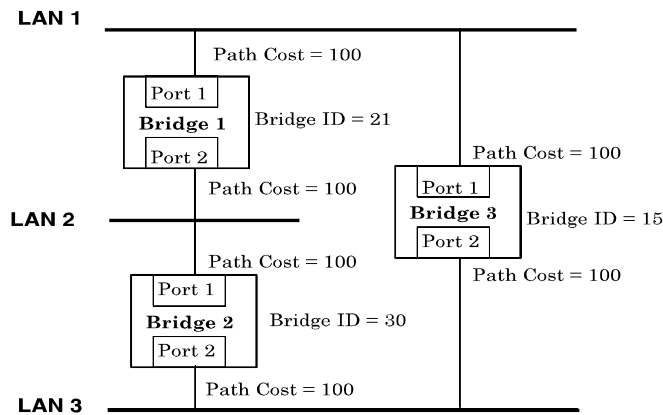 LAN 1
Path Cost = 100
Port 1
Bridge 1
Bridge ID = 21
Port 2
Path Cost = 100
Path Cost = 100
Port 1
Bridge 3
Bridge ID = 15
Port 2
Path Cost = 100
LAN 2
Path Cost = 100
Port 1
Bridge 2
Bridge ID = 30
Port 2
Path Cost = 100
LAN 3